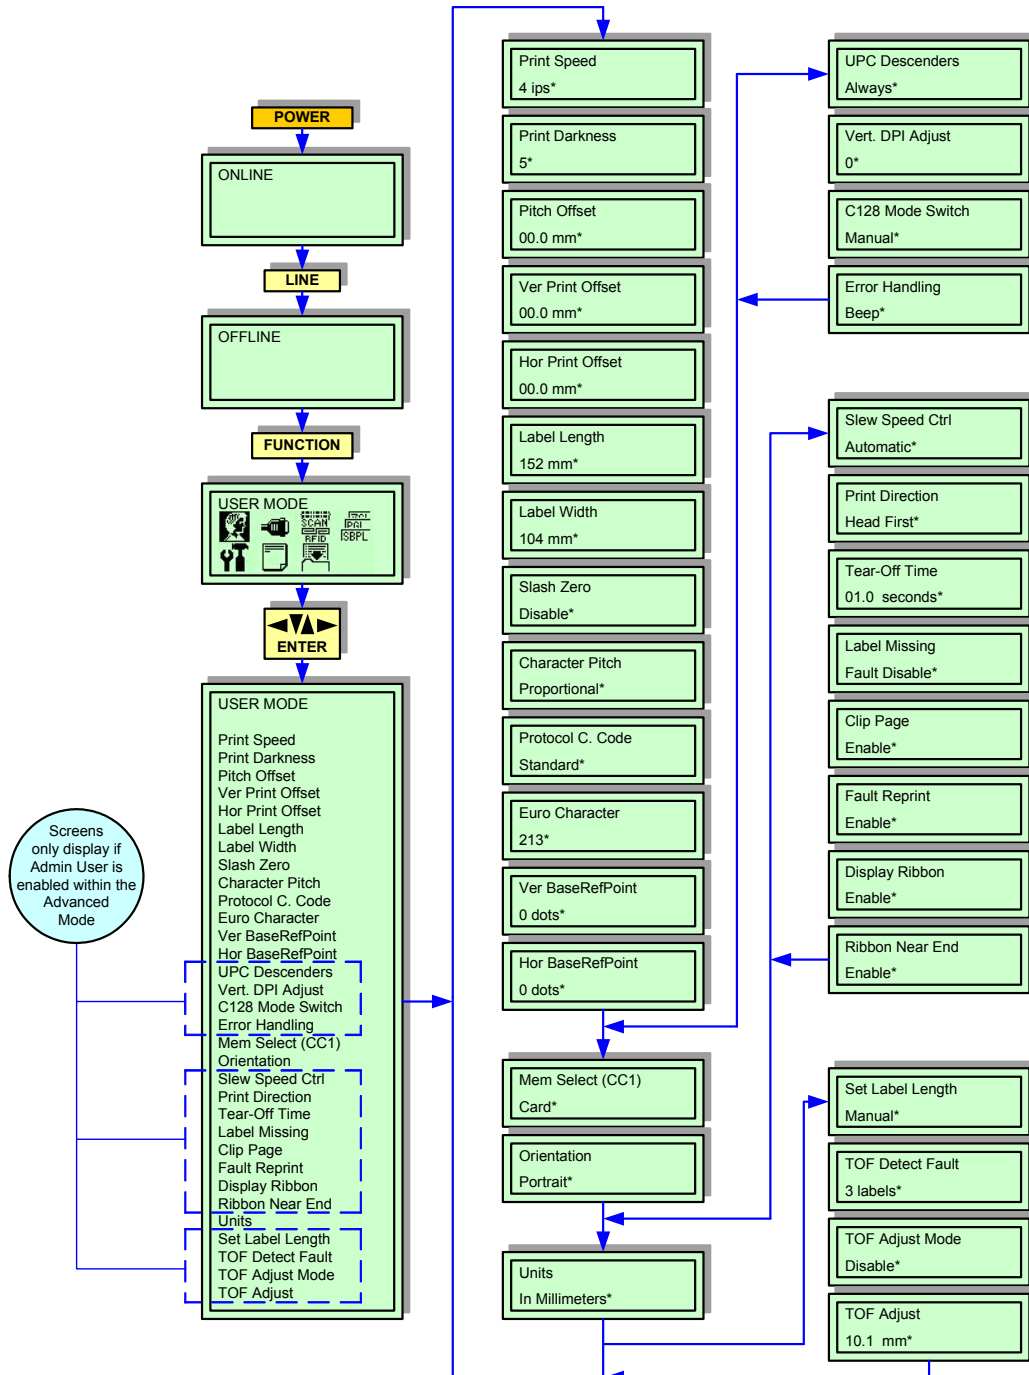 POWER
ONLINE
LINE
OFFLINE
FUNCTION
USER MODE
SCAN
RFID
PGL
SBPL
ENTER
USER MODE
Print Speed
Print Darkness
Pitch Offset
Ver Print Offset
Hor Print Offset
Label Length
Label Width
Slash Zero
Character Pitch
Protocol C. Code
Euro Character
Ver BaseRefPoint
Hor BaseRefPoint
UPC Descenders
Vert. DPI Adjust
C128 Mode Switch
Error Handling
Mem Select (CC1)
Orientation
Slew Speed Ctrl
Print Direction
Tear-Off Time
Label Missing
Clip Page
Fault Reprint
Display Ribbon
Ribbon Near End
Units
Set Label Length
TOF Detect Fault
TOF Adjust Mode
TOF Adjust
Screens
only display if
Admin User is
enabled within the
Advanced
Mode
Print Speed
4 ips*
Print Darkness
5*
Pitch Offset
00.0 mm*
Ver Print Offset
00.0 mm*
Hor Print Offset
00.0 mm*
Label Length
152 mm*
Label Width
104 mm*
Slash Zero
Disable*
Character Pitch
Proportional*
Protocol C. Code
Standard*
Euro Character
213*
Ver BaseRefPoint
0 dots*
Hor BaseRefPoint
0 dots*
Mem Select (CC1)
Card*
Orientation
Portrait*
Units
In Millimeters*
UPC Descenders
Always*
Vert. DPI Adjust
0*
C128 Mode Switch
Manual*
Error Handling
Beep*
Slew Speed Ctrl
Automatic*
Print Direction
Head First*
Tear-Off Time
01.0 seconds*
Label Missing
Fault Disable*
Clip Page
Enable*
Fault Reprint
Enable*
Display Ribbon
Enable*
Ribbon Near End
Enable*
Set Label Length
Manual*
TOF Detect Fault
3 labels*
TOF Adjust Mode
Disable*
TOF Adjust
10.1 mm*